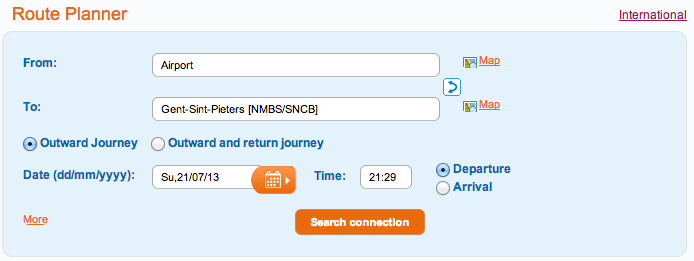 Route Planner
International
From:
Airport
Map
To:
Gent-Sint-Pieters [NMBS/SNCB]
Map
Outward Journey
Outward and return journey
Date (dd/mm/yyyy):
Su,21/07/13
Time:
21:29
Departure
Arrival
More
Search connection